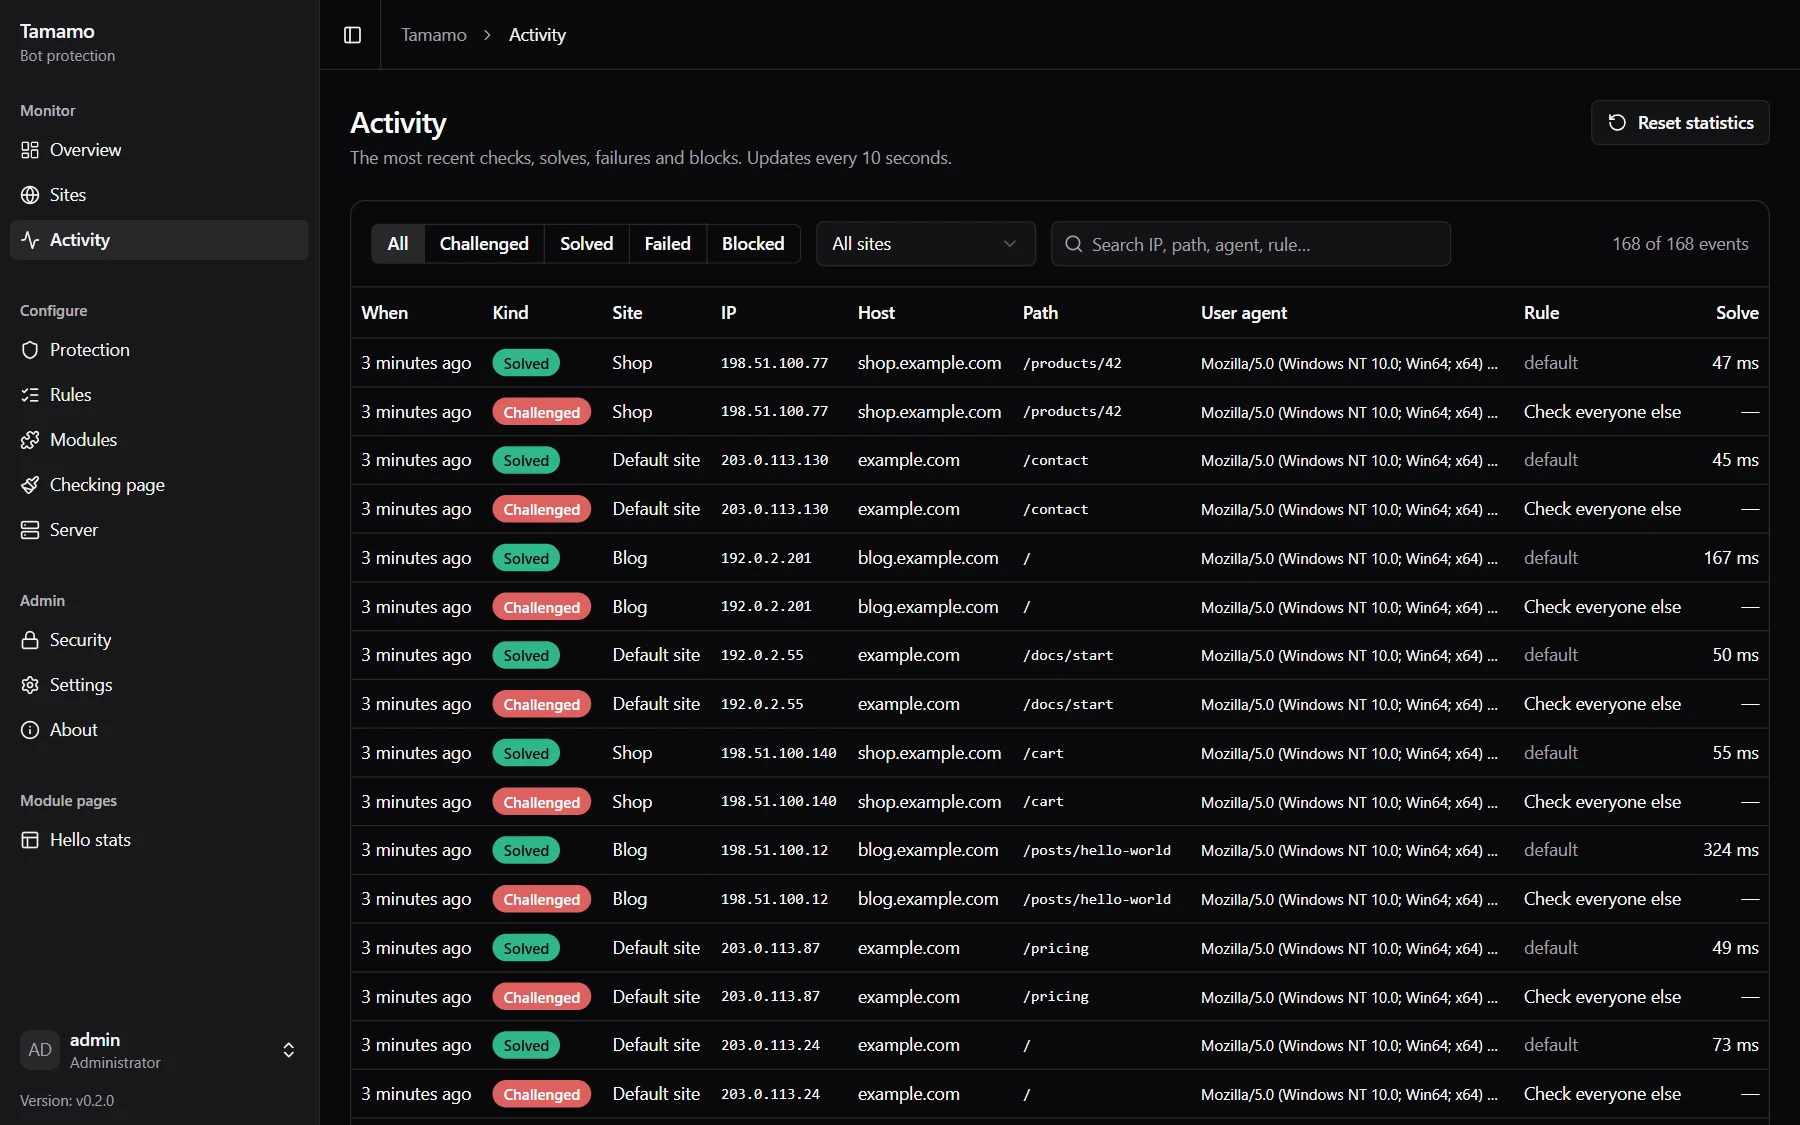 Tamamo
Bot protection
Monitor
Overview
Sites
Activity
Configure
Protection
Rules
Modules
Checking page
Server
Admin
Security
Settings
About
Module pages
Hello stats
AD
admin
Administrator
Version: v0.2.0
Tamamo > Activity
Activity
The most recent checks, solves, failures and blocks. Updates every 10 seconds.
Reset statistics
All Challenged Solved Failed Blocked All sites Search IP, path, agent, rule... 168 of 168 events
When Kind Site IP Host Path User agent Rule Solve
3 minutes ago Solved Shop 198.51.100.77 shop.example.com /products/42 Mozilla/5.0 (Windows NT 10.0; Win64; x64) ... default 47 ms
3 minutes ago Challenged Shop 198.51.100.77 shop.example.com /products/42 Mozilla/5.0 (Windows NT 10.0; Win64; x64) ... Check everyone else —
3 minutes ago Solved Default site 203.0.113.130 example.com /contact Mozilla/5.0 (Windows NT 10.0; Win64; x64) ... default 45 ms
3 minutes ago Challenged Default site 203.0.113.130 example.com /contact Mozilla/5.0 (Windows NT 10.0; Win64; x64) ... Check everyone else —
3 minutes ago Solved Blog 192.0.2.201 blog.example.com / Mozilla/5.0 (Windows NT 10.0; Win64; x64) ... default 167 ms
3 minutes ago Challenged Blog 192.0.2.201 blog.example.com / Mozilla/5.0 (Windows NT 10.0; Win64; x64) ... Check everyone else —
3 minutes ago Solved Default site 192.0.2.55 example.com /docs/start Mozilla/5.0 (Windows NT 10.0; Win64; x64) ... default 50 ms
3 minutes ago Challenged Default site 192.0.2.55 example.com /docs/start Mozilla/5.0 (Windows NT 10.0; Win64; x64) ... Check everyone else —
3 minutes ago Solved Shop 198.51.100.140 shop.example.com /cart Mozilla/5.0 (Windows NT 10.0; Win64; x64) ... default 55 ms
3 minutes ago Challenged Shop 198.51.100.140 shop.example.com /cart Mozilla/5.0 (Windows NT 10.0; Win64; x64) ... Check everyone else —
3 minutes ago Solved Blog 198.51.100.12 blog.example.com /posts/hello-world Mozilla/5.0 (Windows NT 10.0; Win64; x64) ... default 324 ms
3 minutes ago Challenged Blog 198.51.100.12 blog.example.com /posts/hello-world Mozilla/5.0 (Windows NT 10.0; Win64; x64) ... Check everyone else —
3 minutes ago Solved Default site 203.0.113.87 example.com /pricing Mozilla/5.0 (Windows NT 10.0; Win64; x64) ... default 49 ms
3 minutes ago Challenged Default site 203.0.113.87 example.com /pricing Mozilla/5.0 (Windows NT 10.0; Win64; x64) ... Check everyone else —
3 minutes ago Solved Default site 203.0.113.24 example.com / Mozilla/5.0 (Windows NT 10.0; Win64; x64) ... default 73 ms
3 minutes ago Challenged Default site 203.0.113.24 example.com / Mozilla/5.0 (Windows NT 10.0; Win64; x64) ... Check everyone else —